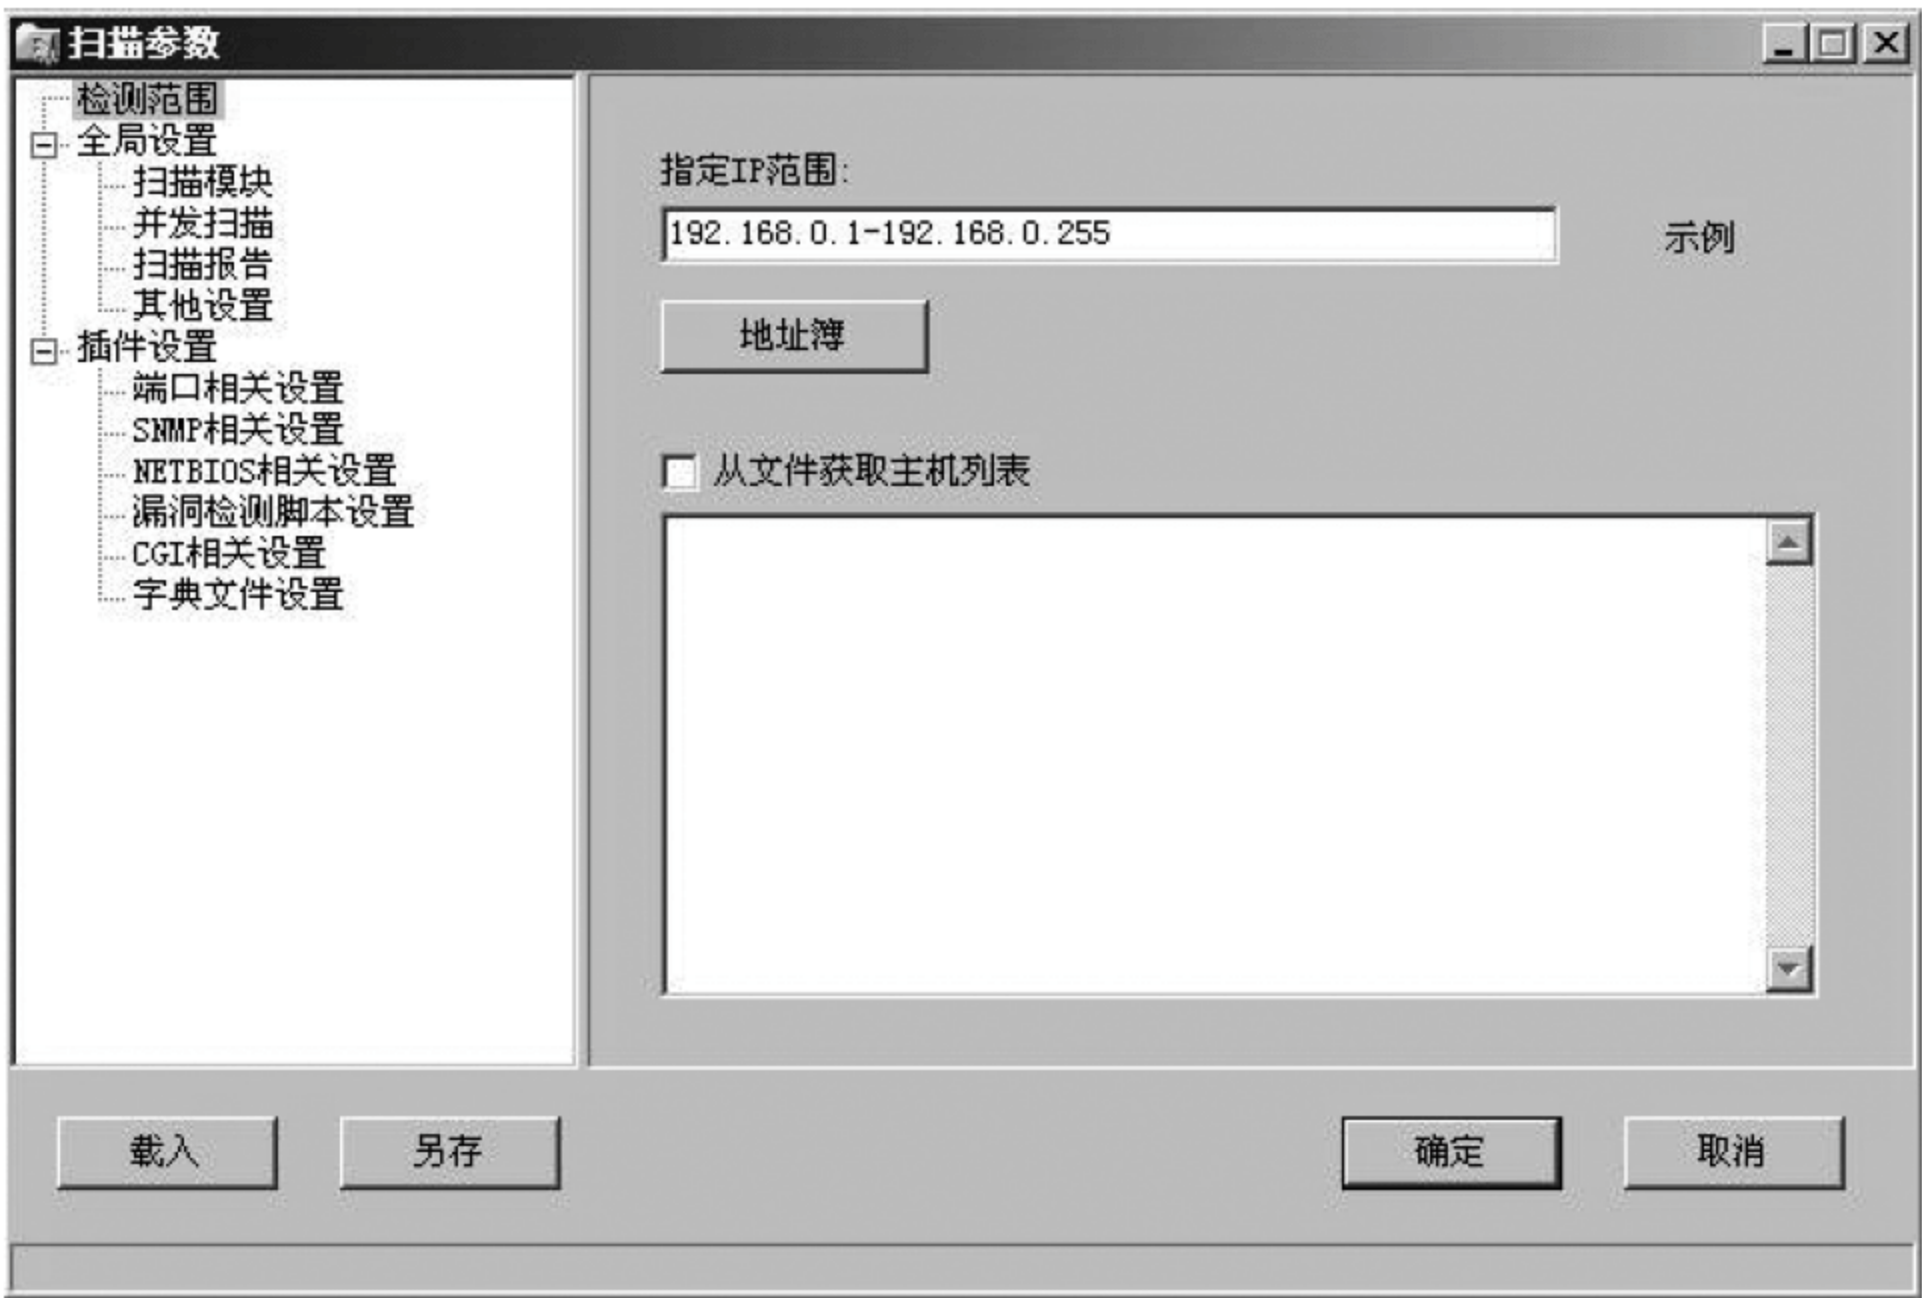 扫描参数
检测范围
全局设置
扫描模块
并发扫描
扫描报告
其他设置
插件设置
端口相关设置
SNMP相关设置
NETBIOS相关设置
漏洞检测脚本设置
CGI相关设置
字典文件设置
指定IP范围:
192.168.0.1-192.168.0.255
示例
地址簿
从文件获取主机列表
载入
另存
确定
取消